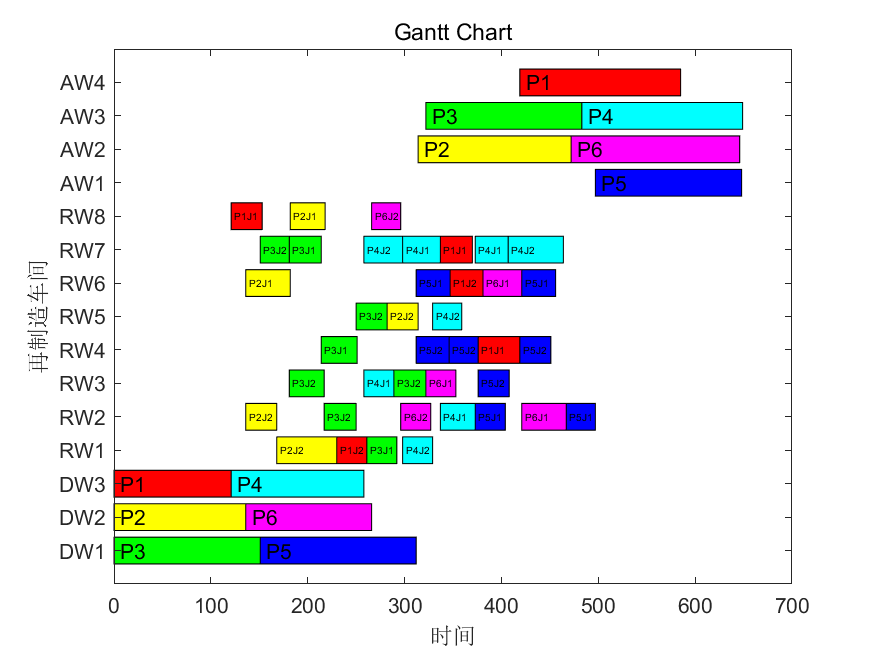 Gantt Chart
AW4 P1
AW3 P3 P4
AW2 P2 P6
AW1 P5
RW8 P1J1 P2J1 P6J2
RW7 P3J2 P3J1 P4J2 P4J1 P1J1 P4J1 P4J2
RW6 P2J1 P5J1 P1J2 P6J1 P5J1
RW5 P3J2 P2J2 P4J2
RW4 P3J1 P5J2 P5J2 P1J1 P5J2
RW3 P3J2 P4J1 P3J2 P6J1 P5J2
RW2 P2J2 P3J2 P6J2 P4J1 P5J1 P6J1 P5J1
RW1 P2J2 P1J2 P3J1 P4J2
DW3 P1 P4
DW2 P2 P6
DW1 P3 P5
0 100 200 300 400 500 600 700
时间
再制造车间